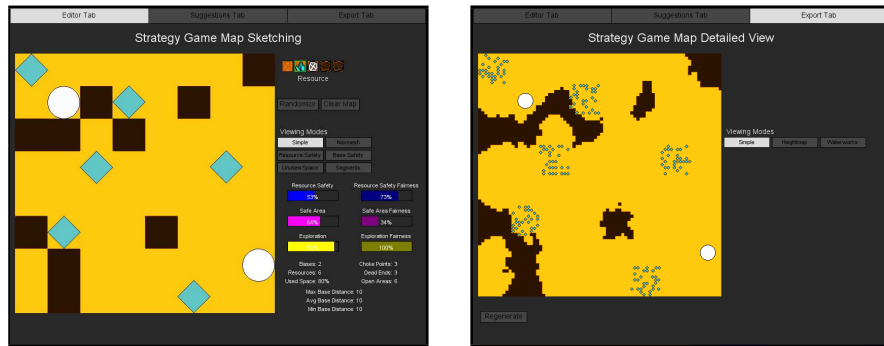 Editor Tab
Suggestions Tab
Export Tab
Strategy Game Map Sketching
Resource
Randomize
Clear Map
Viewing Modes
Simple
Navmesh
Resource Safety
Base Safety
Unused Space
Segments
Resource Safety
Resource Safety Fairness
53%
73%
Safe Area
Safe Area Fairness
64%
34%
Exploration
Exploration Fairness
100%
Bases: 2
Choke Points: 3
Resources: 6
Dead Ends: 3
Used Space: 80%
Open Areas: 6
Max Base Distance: 10
Avg Base Distance: 10
Min Base Distance: 10
Editor Tab
Suggestions Tab
Export Tab
Strategy Game Map Detailed View
Viewing Modes
Simple
Heightmap
Waterworks
Regenerate